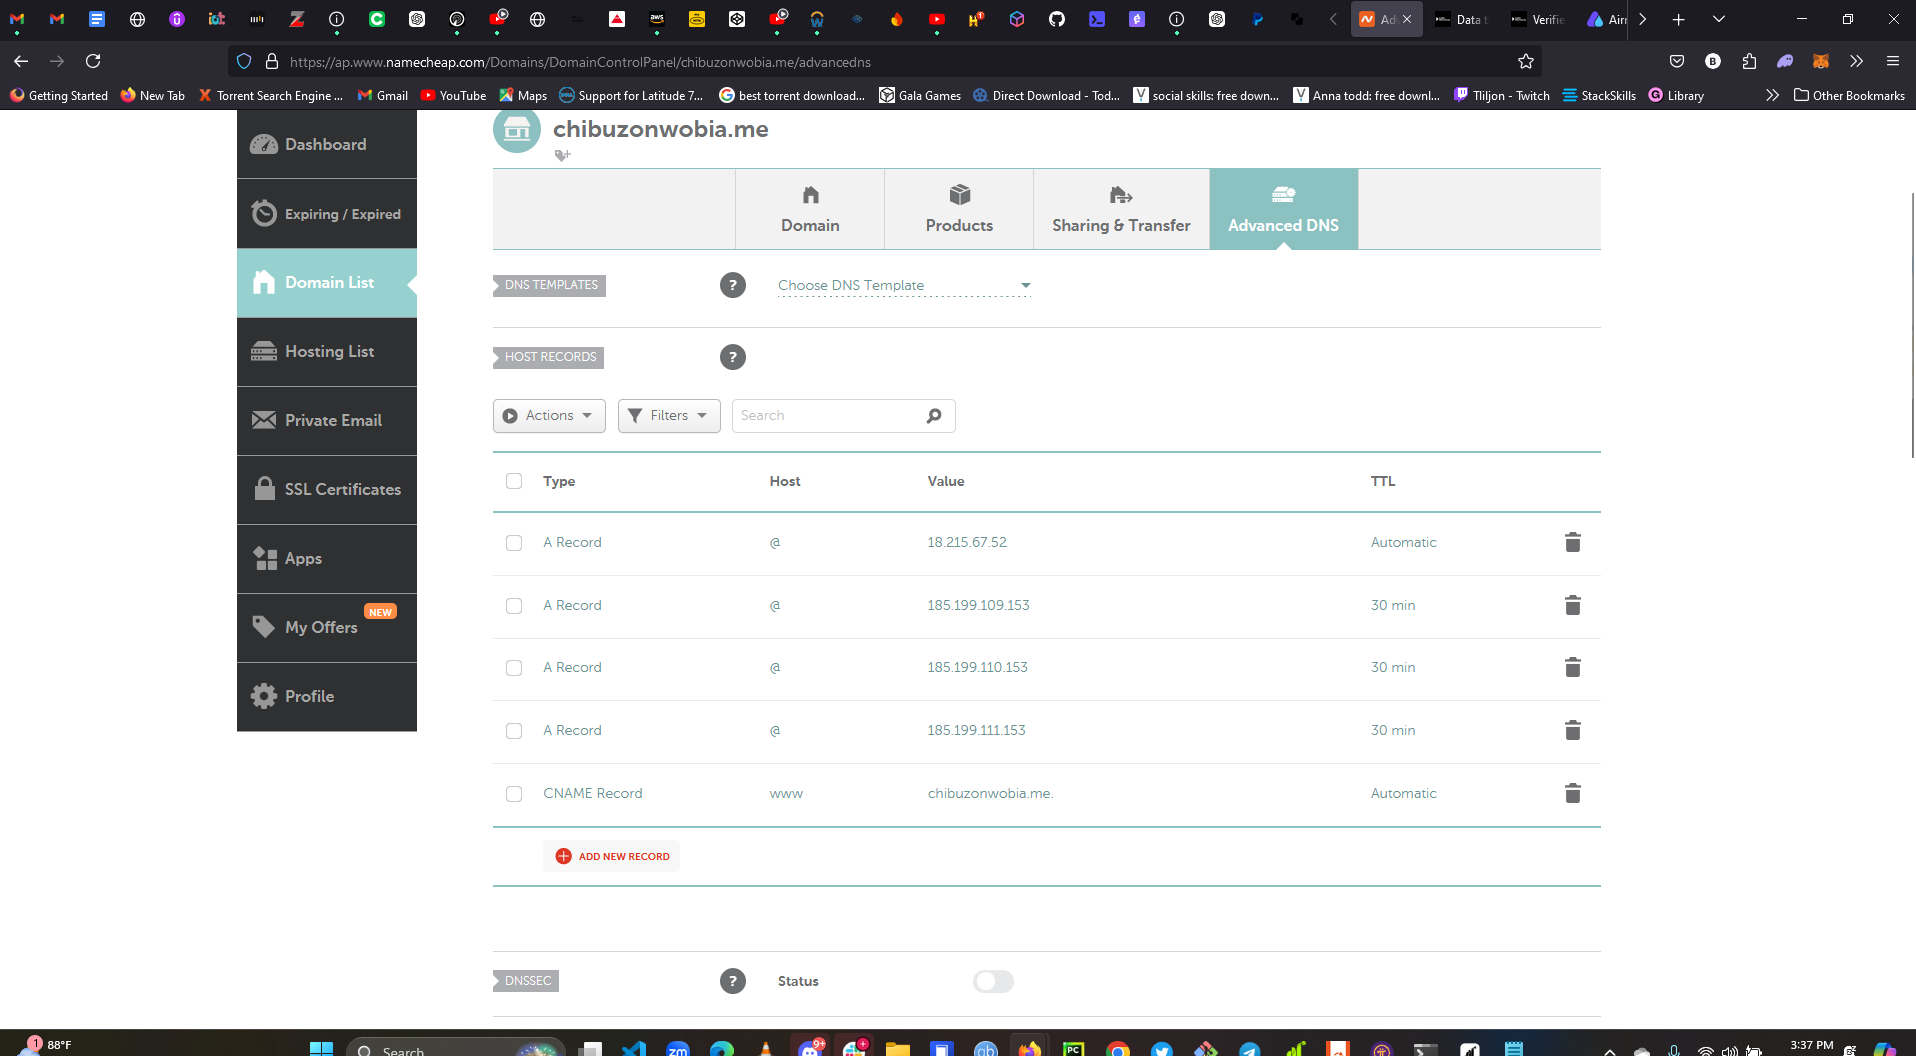 Ad
Data t
Verifie
Airr
https://ap.www.namecheap.com/Domains/DomainControlPanel/chibuzonwobia.me/advancedns
Getting Started
New Tab
Torrent Search Engine ...
Gmail
YouTube
Maps
Support for Latitude 7...
best torrent download...
Gala Games
Direct Download - Tod...
social skills: free down...
Anna todd: free downl...
Tliljon - Twitch
StackSkills
Library
Other Bookmarks
Dashboard
Expiring / Expired
Domain List
Hosting List
Private Email
SSL Certificates
Apps
NEW
My Offers
Profile
chibuzonwobia.me
Domain
Products
Sharing & Transfer
Advanced DNS
DNS TEMPLATES
?
Choose DNS Template
HOST RECORDS
?
Actions
Filters
Search
Type Host Value TTL
A Record @ 18.215.67.52 Automatic
A Record @ 185.199.109.153 30 min
A Record @ 185.199.110.153 30 min
A Record @ 185.199.111.153 30 min
CNAME Record www chibuzonwobia.me. Automatic
ADD NEW RECORD
DNSSEC
?
Status
1
88°F
Search
zm
9+
PC
3:37 PM